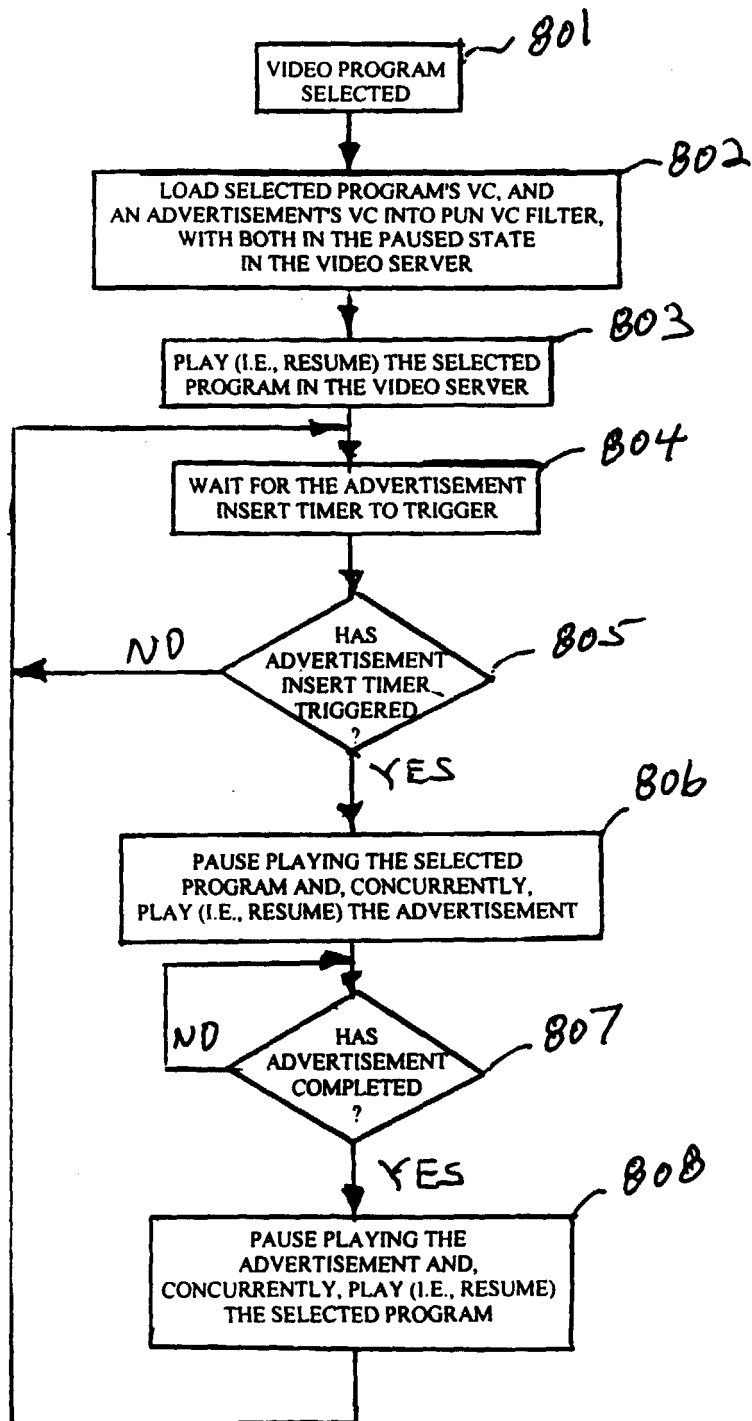 801
VIDEO PROGRAM
SELECTED
802
LOAD SELECTED PROGRAM'S VC, AND
AN ADVERTISEMENT'S VC INTO PUN VC FILTER,
WITH BOTH IN THE PAUSED STATE
IN THE VIDEO SERVER
803
PLAY (I.E., RESUME) THE SELECTED
PROGRAM IN THE VIDEO SERVER
804
WAIT FOR THE ADVERTISEMENT
INSERT TIMER TO TRIGGER
805
NO
HAS
ADVERTISEMENT
INSERT TIMER
TRIGGERED
?
YES
806
PAUSE PLAYING THE SELECTED
PROGRAM AND, CONCURRENTLY,
PLAY (I.E., RESUME) THE ADVERTISEMENT
807
NO
HAS
ADVERTISEMENT
COMPLETED
?
YES
808
PAUSE PLAYING THE
ADVERTISEMENT AND,
CONCURRENTLY, PLAY (I.E., RESUME)
THE SELECTED PROGRAM